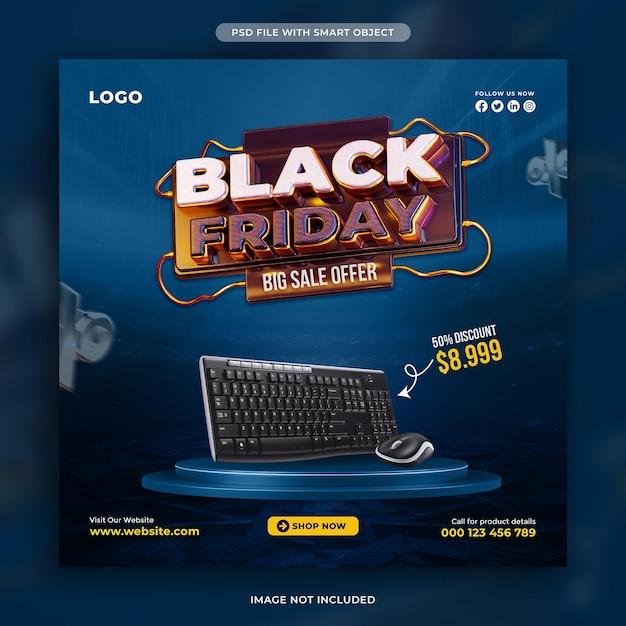 PSD FILE WITH SMART OBJECT
LOGO
FOLLOW US NOW
BLACK
FRIDAY
BIG SALE OFFER
50% DISCOUNT
$8.999
Visit Our Website
www.website.com
SHOP NOW
Call for product details
000 123 456 789
IMAGE NOT INCLUDED